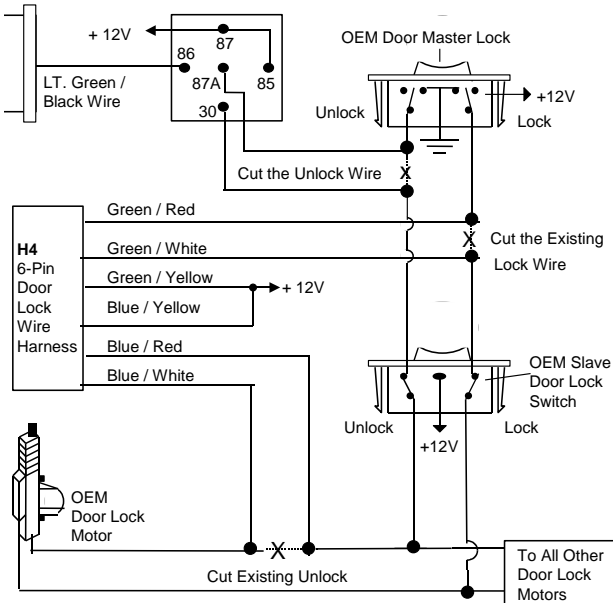 + 12V
87
86
OEM Door Master Lock
LT. Green /
Black Wire
87A
85
30
+12V
Unlock
Lock
X
Cut the Unlock Wire
Green / Red
H4
6-Pin
Door
Lock
Wire
Harness
Green / White
X
Cut the Existing
Lock Wire
Green / Yellow
+ 12V
Blue / Yellow
Blue / Red
Blue / White
OEM Slave
Door Lock
Switch
Unlock
Lock
+12V
OEM
Door Lock
Motor
X
Cut Existing Unlock
To All Other
Door Lock
Motors